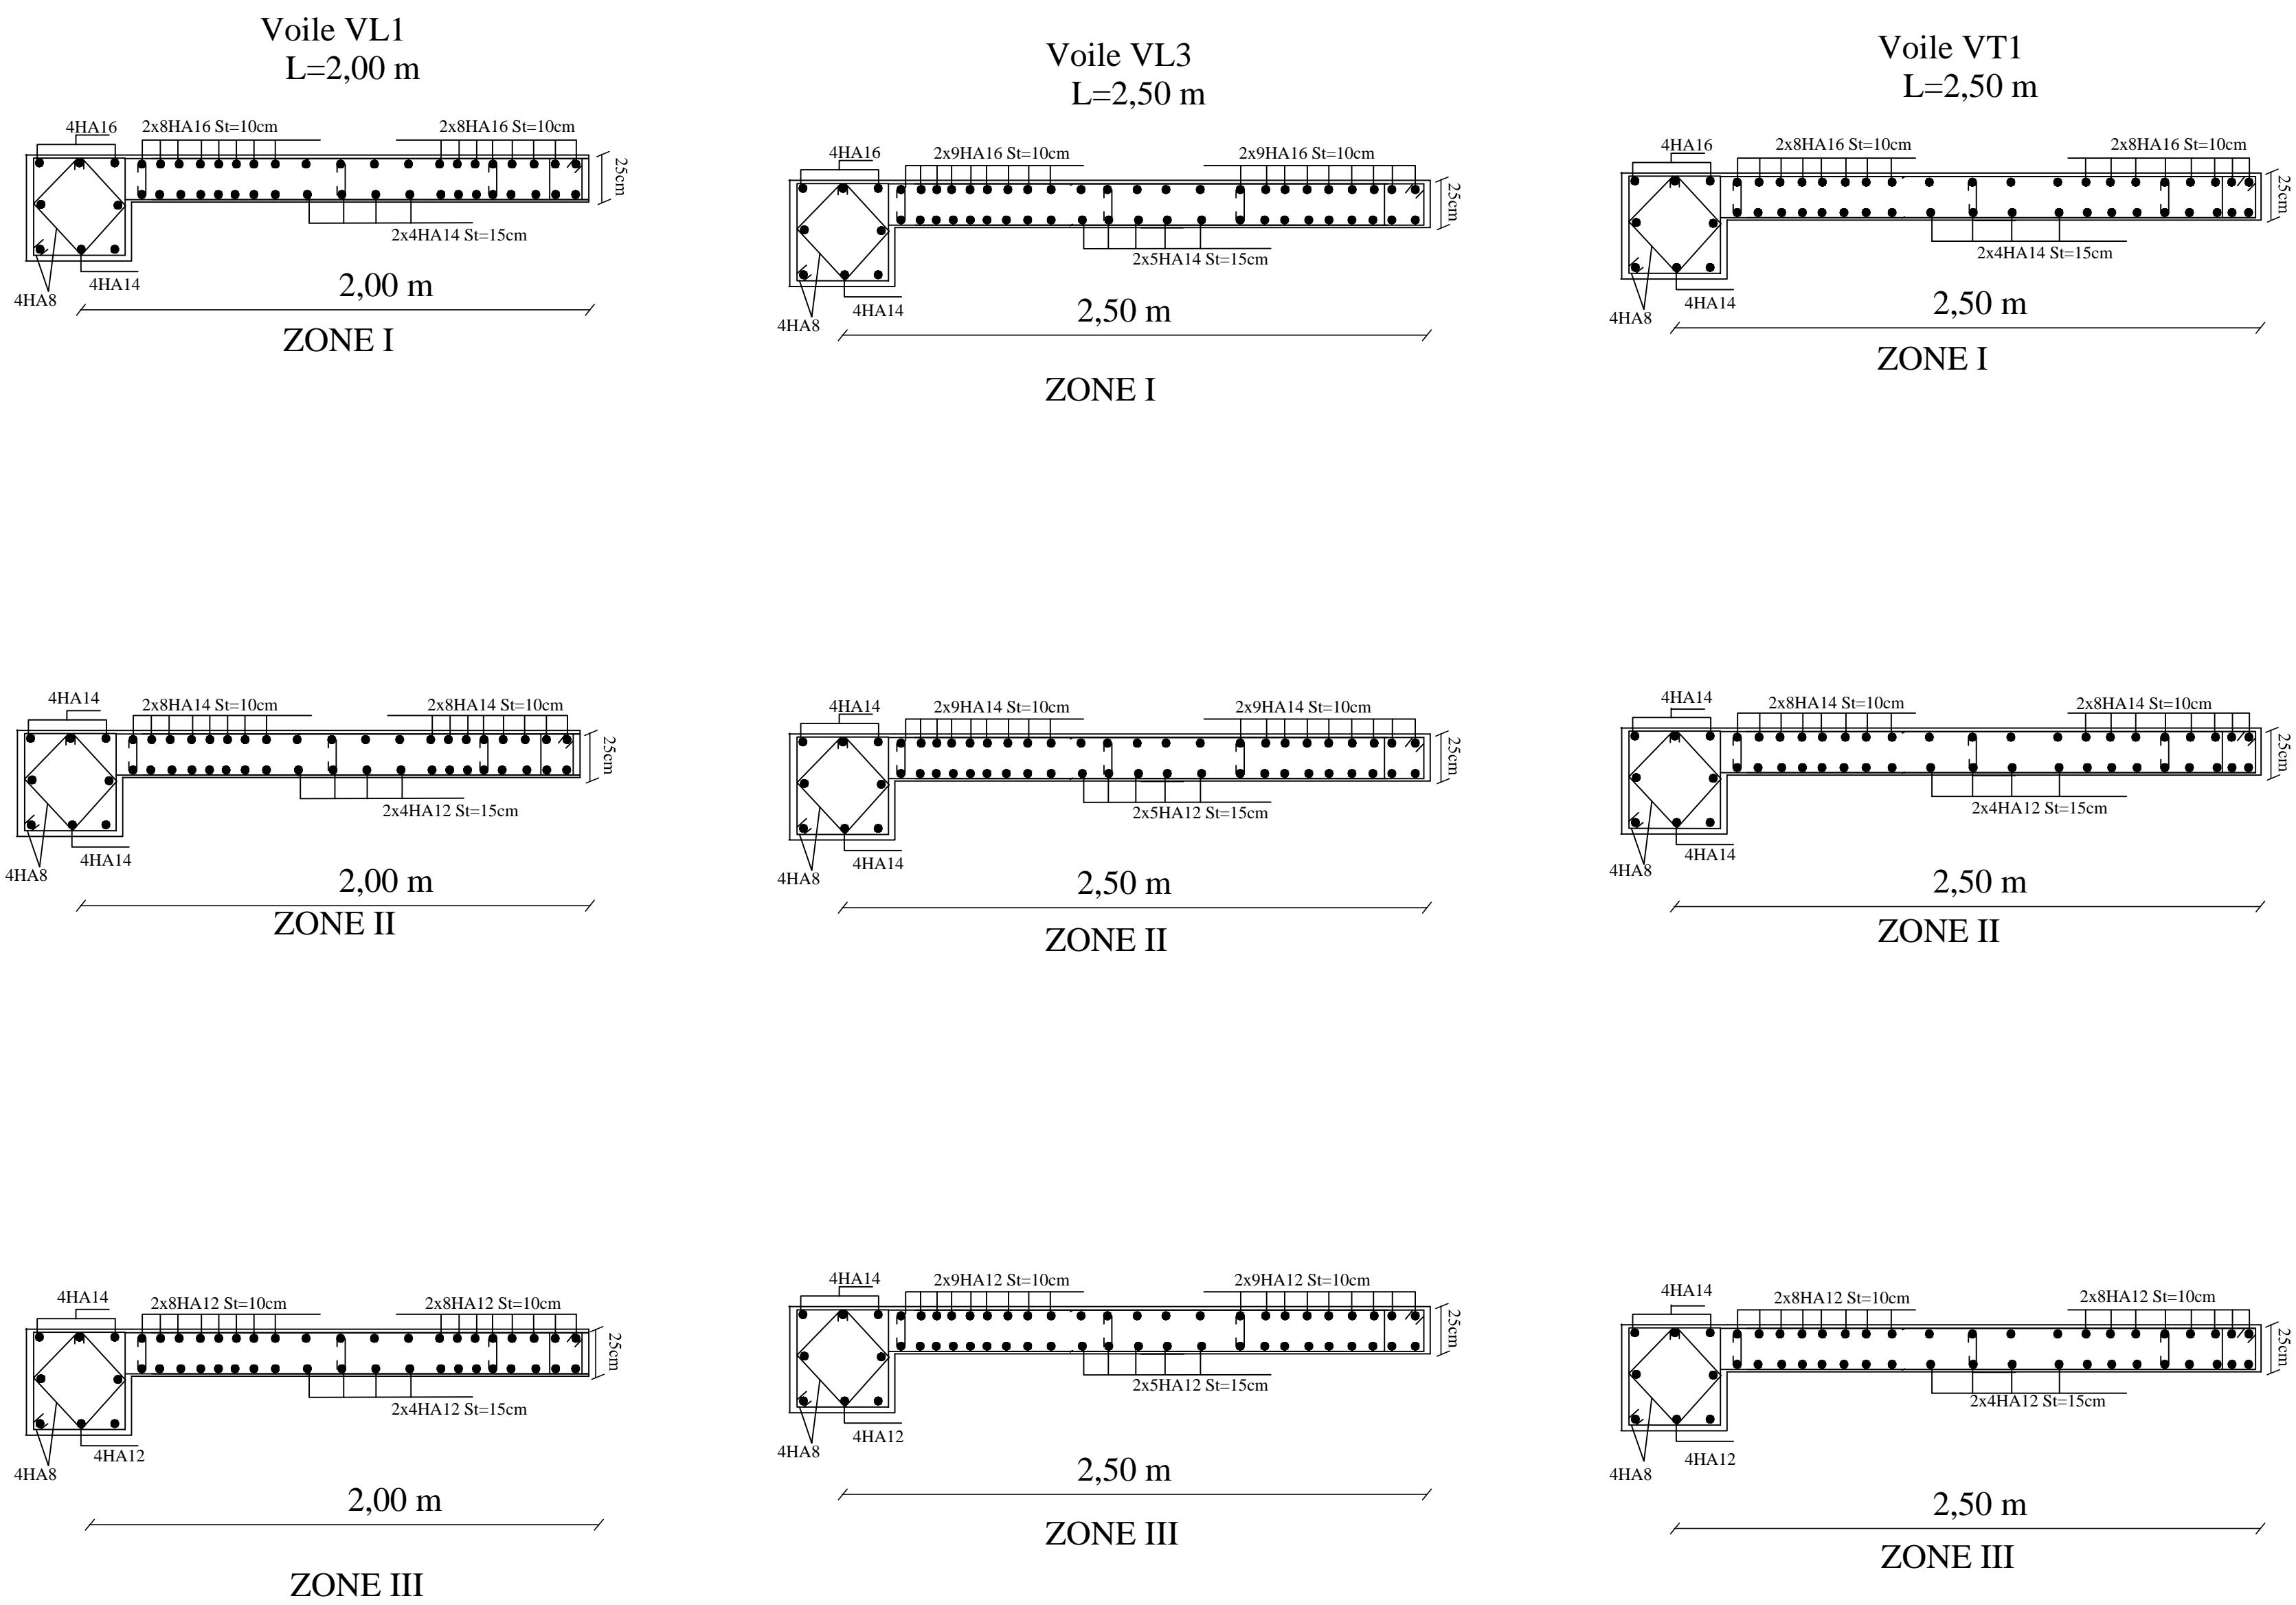 Voile VL1
L=2,00 m
4HA16
2x8HA16 St=10cm
2x8HA16 St=10cm
25cm
2x4HA14 St=15cm
4HA14
4HA8
2,00 m
ZONE I
Voile VL3
L=2,50 m
4HA16
2x9HA16 St=10cm
2x9HA16 St=10cm
25cm
2x5HA14 St=15cm
4HA14
4HA8
2,50 m
ZONE I
Voile VT1
L=2,50 m
4HA16
2x8HA16 St=10cm
2x8HA16 St=10cm
25cm
2x4HA14 St=15cm
4HA14
4HA8
2,50 m
ZONE I
4HA14
2x8HA14 St=10cm
2x8HA14 St=10cm
25cm
2x4HA12 St=15cm
4HA14
4HA8
2,00 m
ZONE II
4HA14
2x9HA14 St=10cm
2x9HA14 St=10cm
25cm
2x5HA12 St=15cm
4HA14
4HA8
2,50 m
ZONE II
4HA14
2x8HA14 St=10cm
2x8HA14 St=10cm
25cm
2x4HA12 St=15cm
4HA14
4HA8
2,50 m
ZONE II
4HA14
2x8HA12 St=10cm
2x8HA12 St=10cm
25cm
2x4HA12 St=15cm
4HA12
4HA8
2,00 m
ZONE III
4HA14
2x9HA12 St=10cm
2x9HA12 St=10cm
25cm
2x5HA12 St=15cm
4HA12
4HA8
2,50 m
ZONE III
4HA14
2x8HA12 St=10cm
2x8HA12 St=10cm
25cm
2x4HA12 St=15cm
4HA12
4HA8
2,50 m
ZONE III